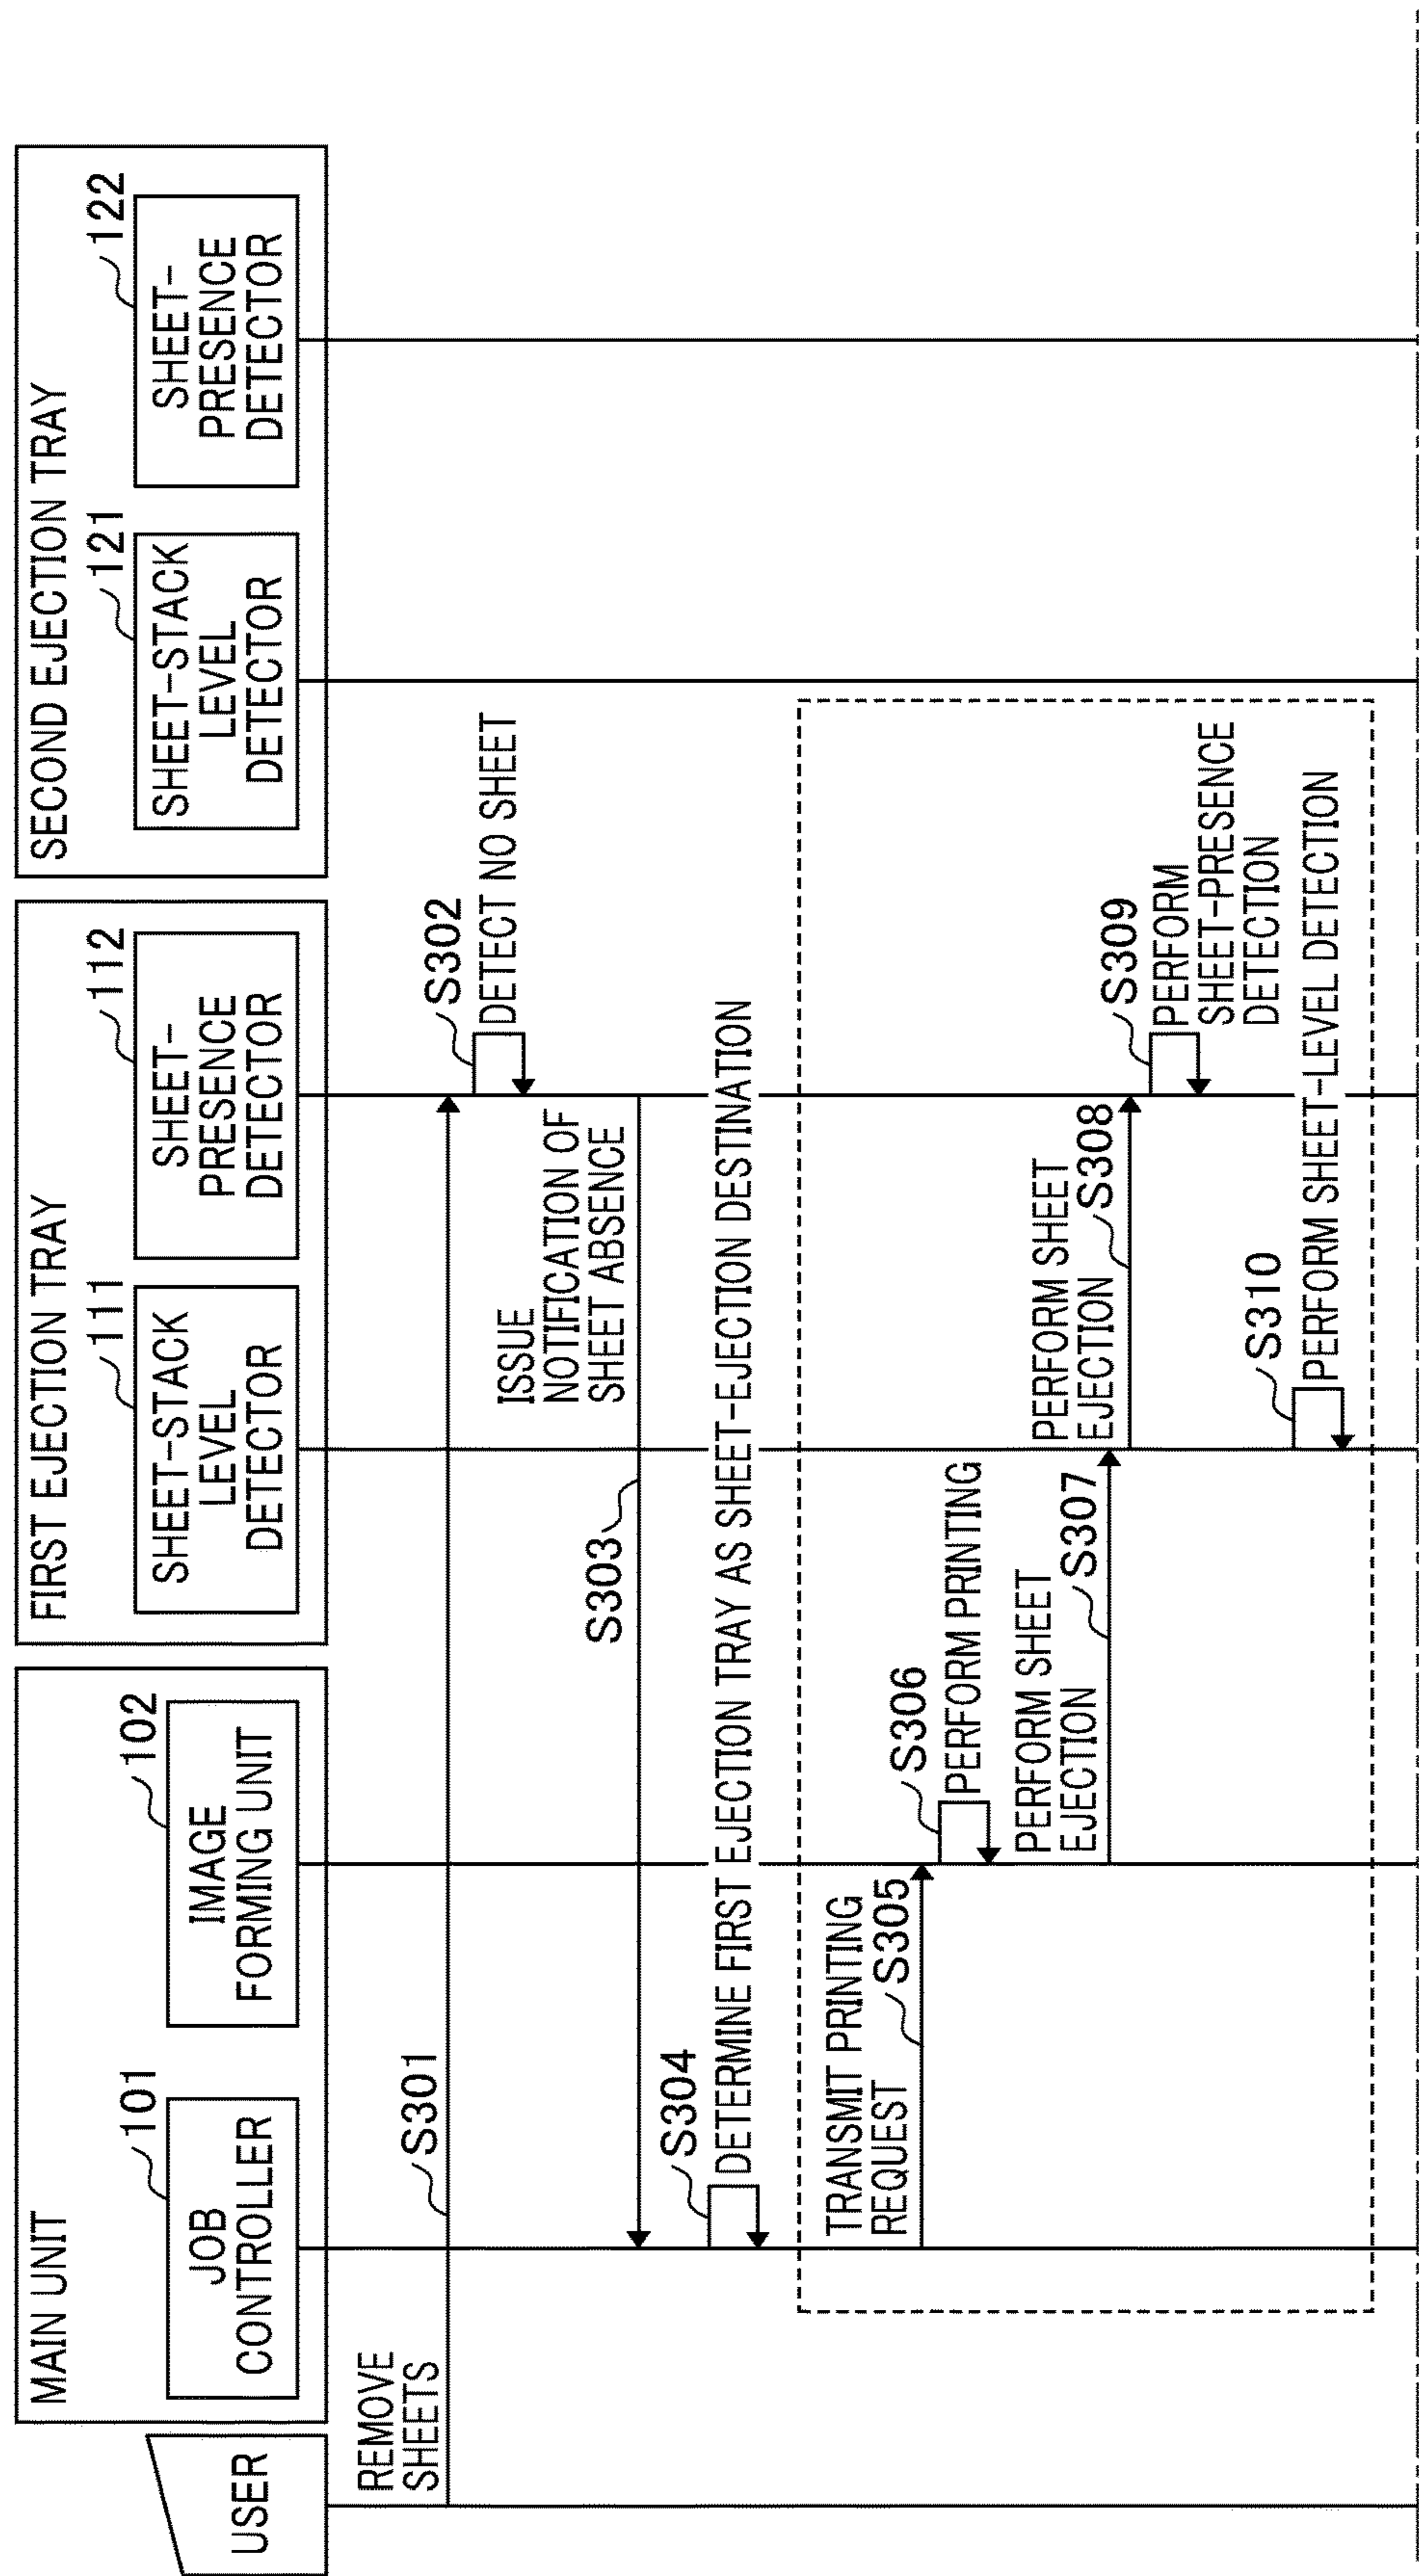 USER
MAIN UNIT
101
JOB
CONTROLLER
102
IMAGE
FORMING UNIT
FIRST EJECTION TRAY
111
SHEET-STACK
LEVEL
DETECTOR
112
SHEET-
PRESENCE
DETECTOR
SECOND EJECTION TRAY
121
SHEET-STACK
LEVEL
DETECTOR
122
SHEET-
PRESENCE
DETECTOR
REMOVE
SHEETS
S301
S302
DETECT NO SHEET
ISSUE
NOTIFICATION OF
SHEET ABSENCE
S303
S304
DETERMINE FIRST EJECTION TRAY AS SHEET-EJECTION DESTINATION
TRANSMIT PRINTING
REQUEST
S305
S306
PERFORM PRINTING
PERFORM SHEET
EJECTION
S307
PERFORM SHEET
EJECTION
S308
S309
PERFORM
SHEET-PRESENCE
DETECTION
S310
PERFORM SHEET-LEVEL DETECTION